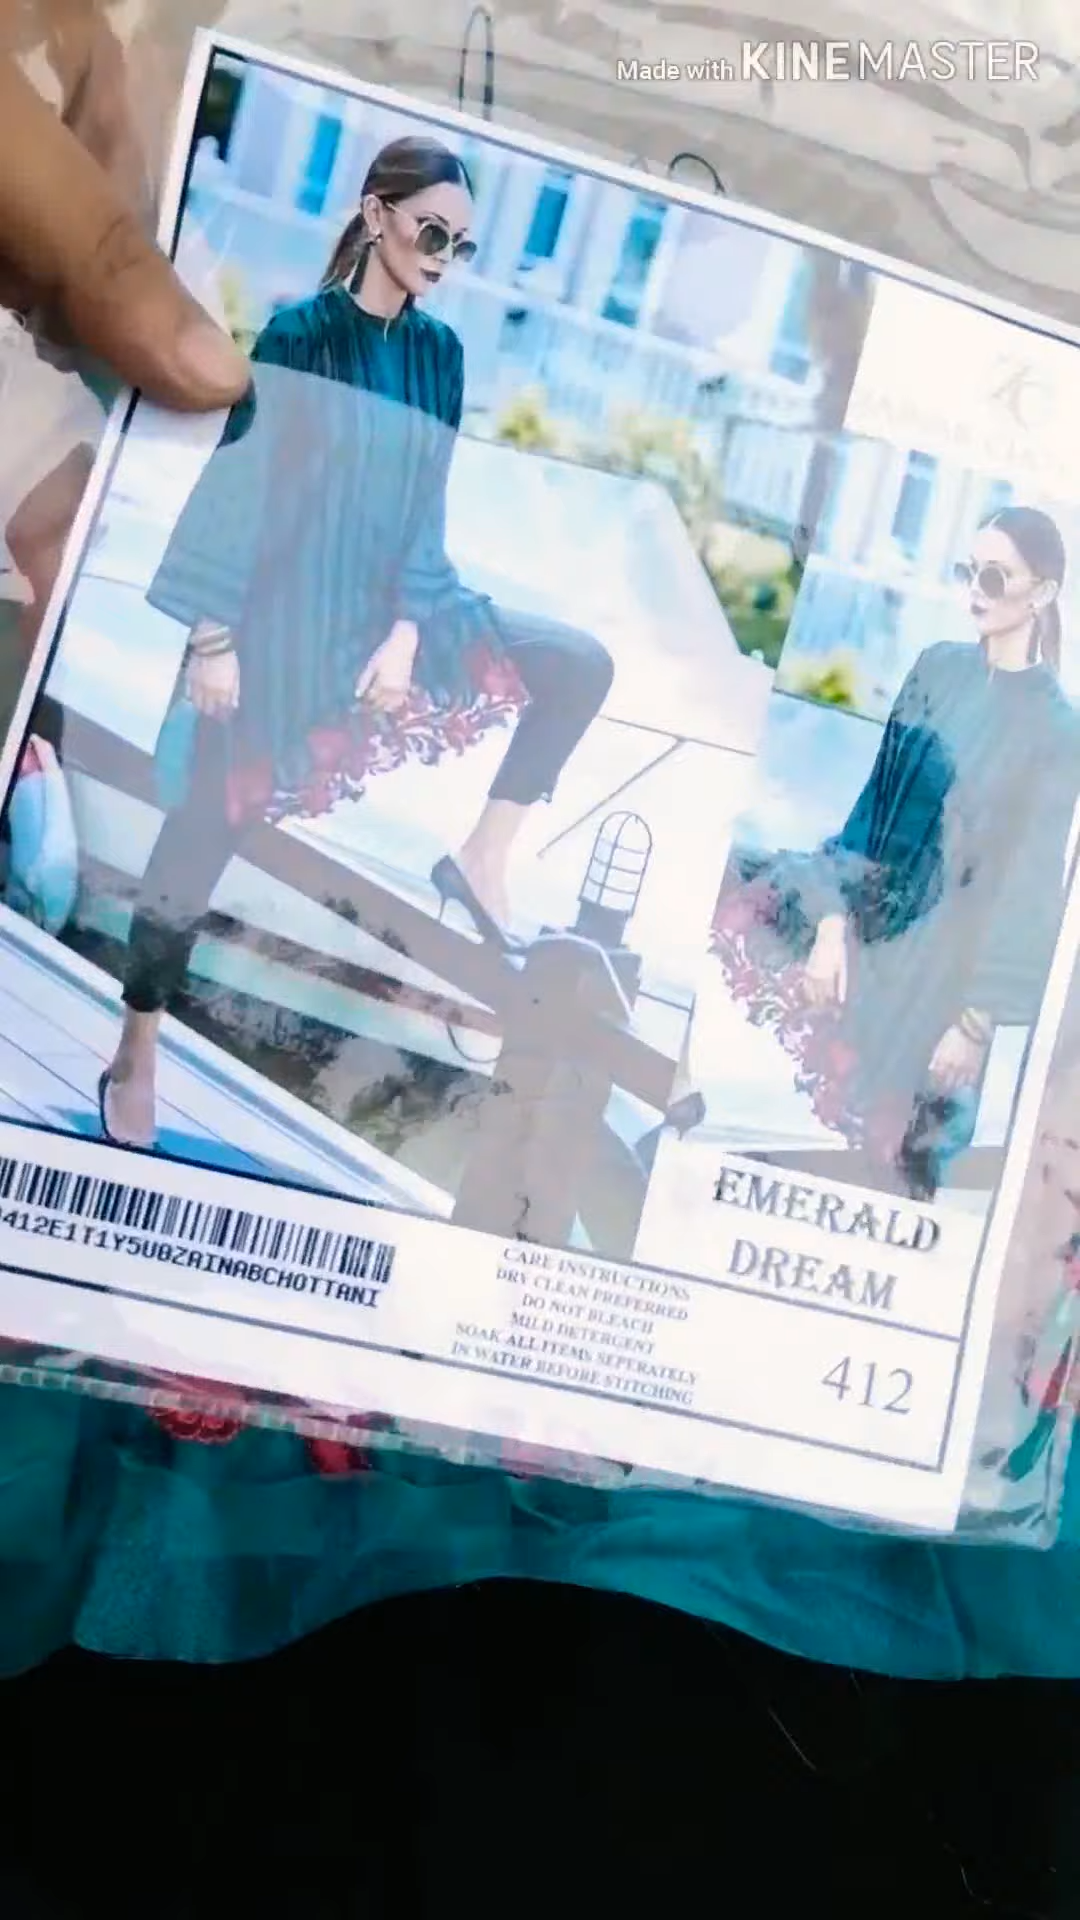 Made with KINEMASTER
ZC
EMERALD
DREAM
412E1T1Y5U8ZAINABCHOTTANI
CARE INSTRUCTIONS
DRY CLEAN PREFERRED
DO NOT BLEACH
MILD DETERGENT
SOAK ALL ITEMS SEPERATELY
IN WATER BEFORE STITCHING
412